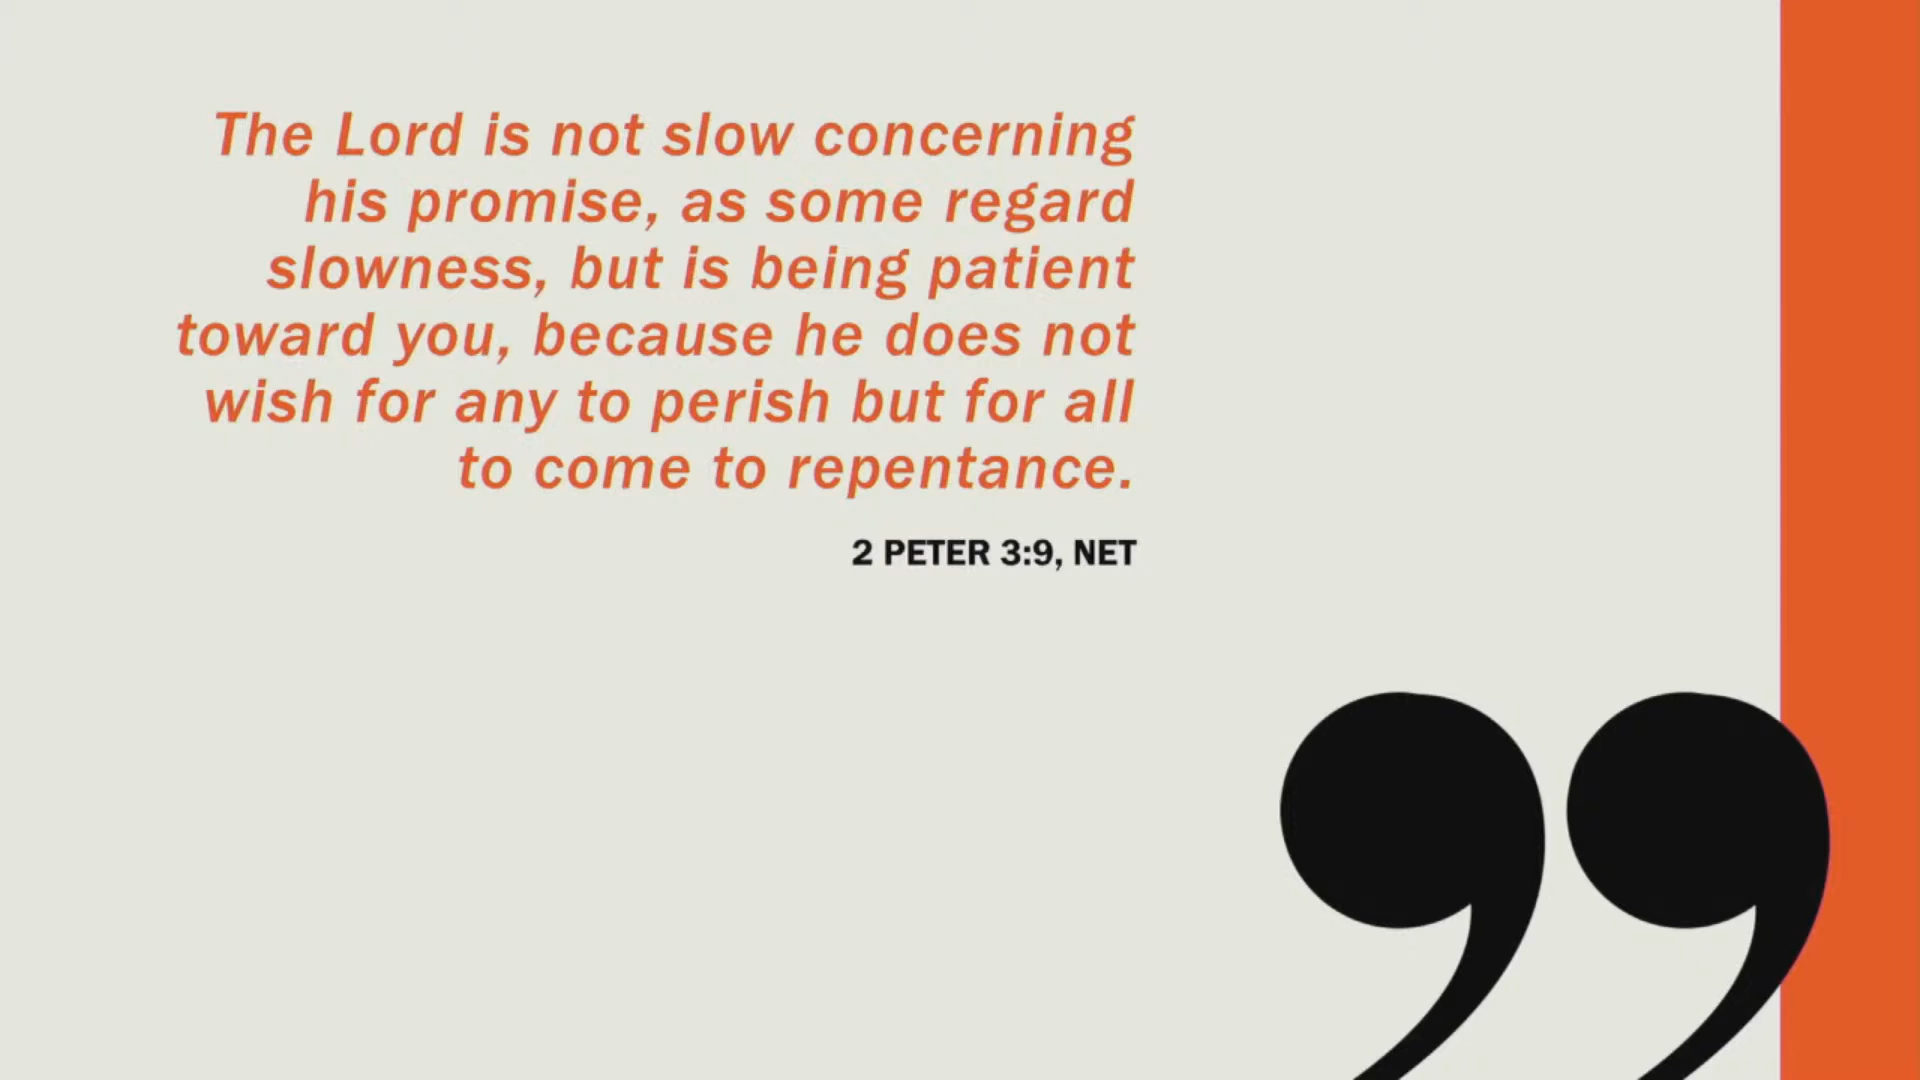 The Lord is not slow concerning
his promise, as some regard
slowness, but is being patient
toward you, because he does not
wish for any to perish but for all
to come to repentance.
2 PETER 3:9, NET
”